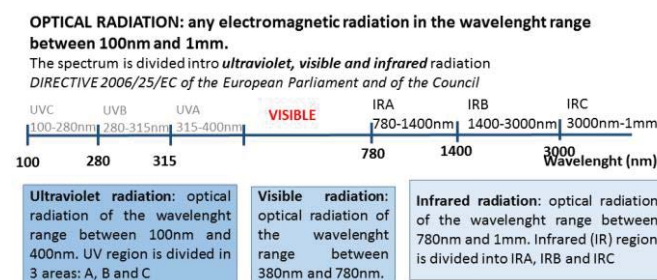 OPTICAL RADIATION: any electromagnetic radiation in the wavelenght range
between 100nm and 1mm.
The spectrum is divided intro ultraviolet, visible and infrared radiation
DIRECTIVE 2006/25/EC of the European Parliament and of the Council
UVC UVB UVA VISIBLE IRA IRB IRC
100-280nm 280-315nm 315-400nm 780-1400nm 1400-3000nm 3000nm-1mm
100 280 315 780 1400 3000 Wavelenght (nm)
Ultraviolet radiation: optical
radiation of the wavelenght
range between 100nm and
400nm. UV region is divided in
3 areas: A, B and C
Visible radiation:
optical radiation of
the wavelenght
range between
380nm and 780nm.
Infrared radiation: optical radiation
of the wavelenght range between
780nm and 1mm. Infrared (IR) region
is divided into IRA, IRB and IRC